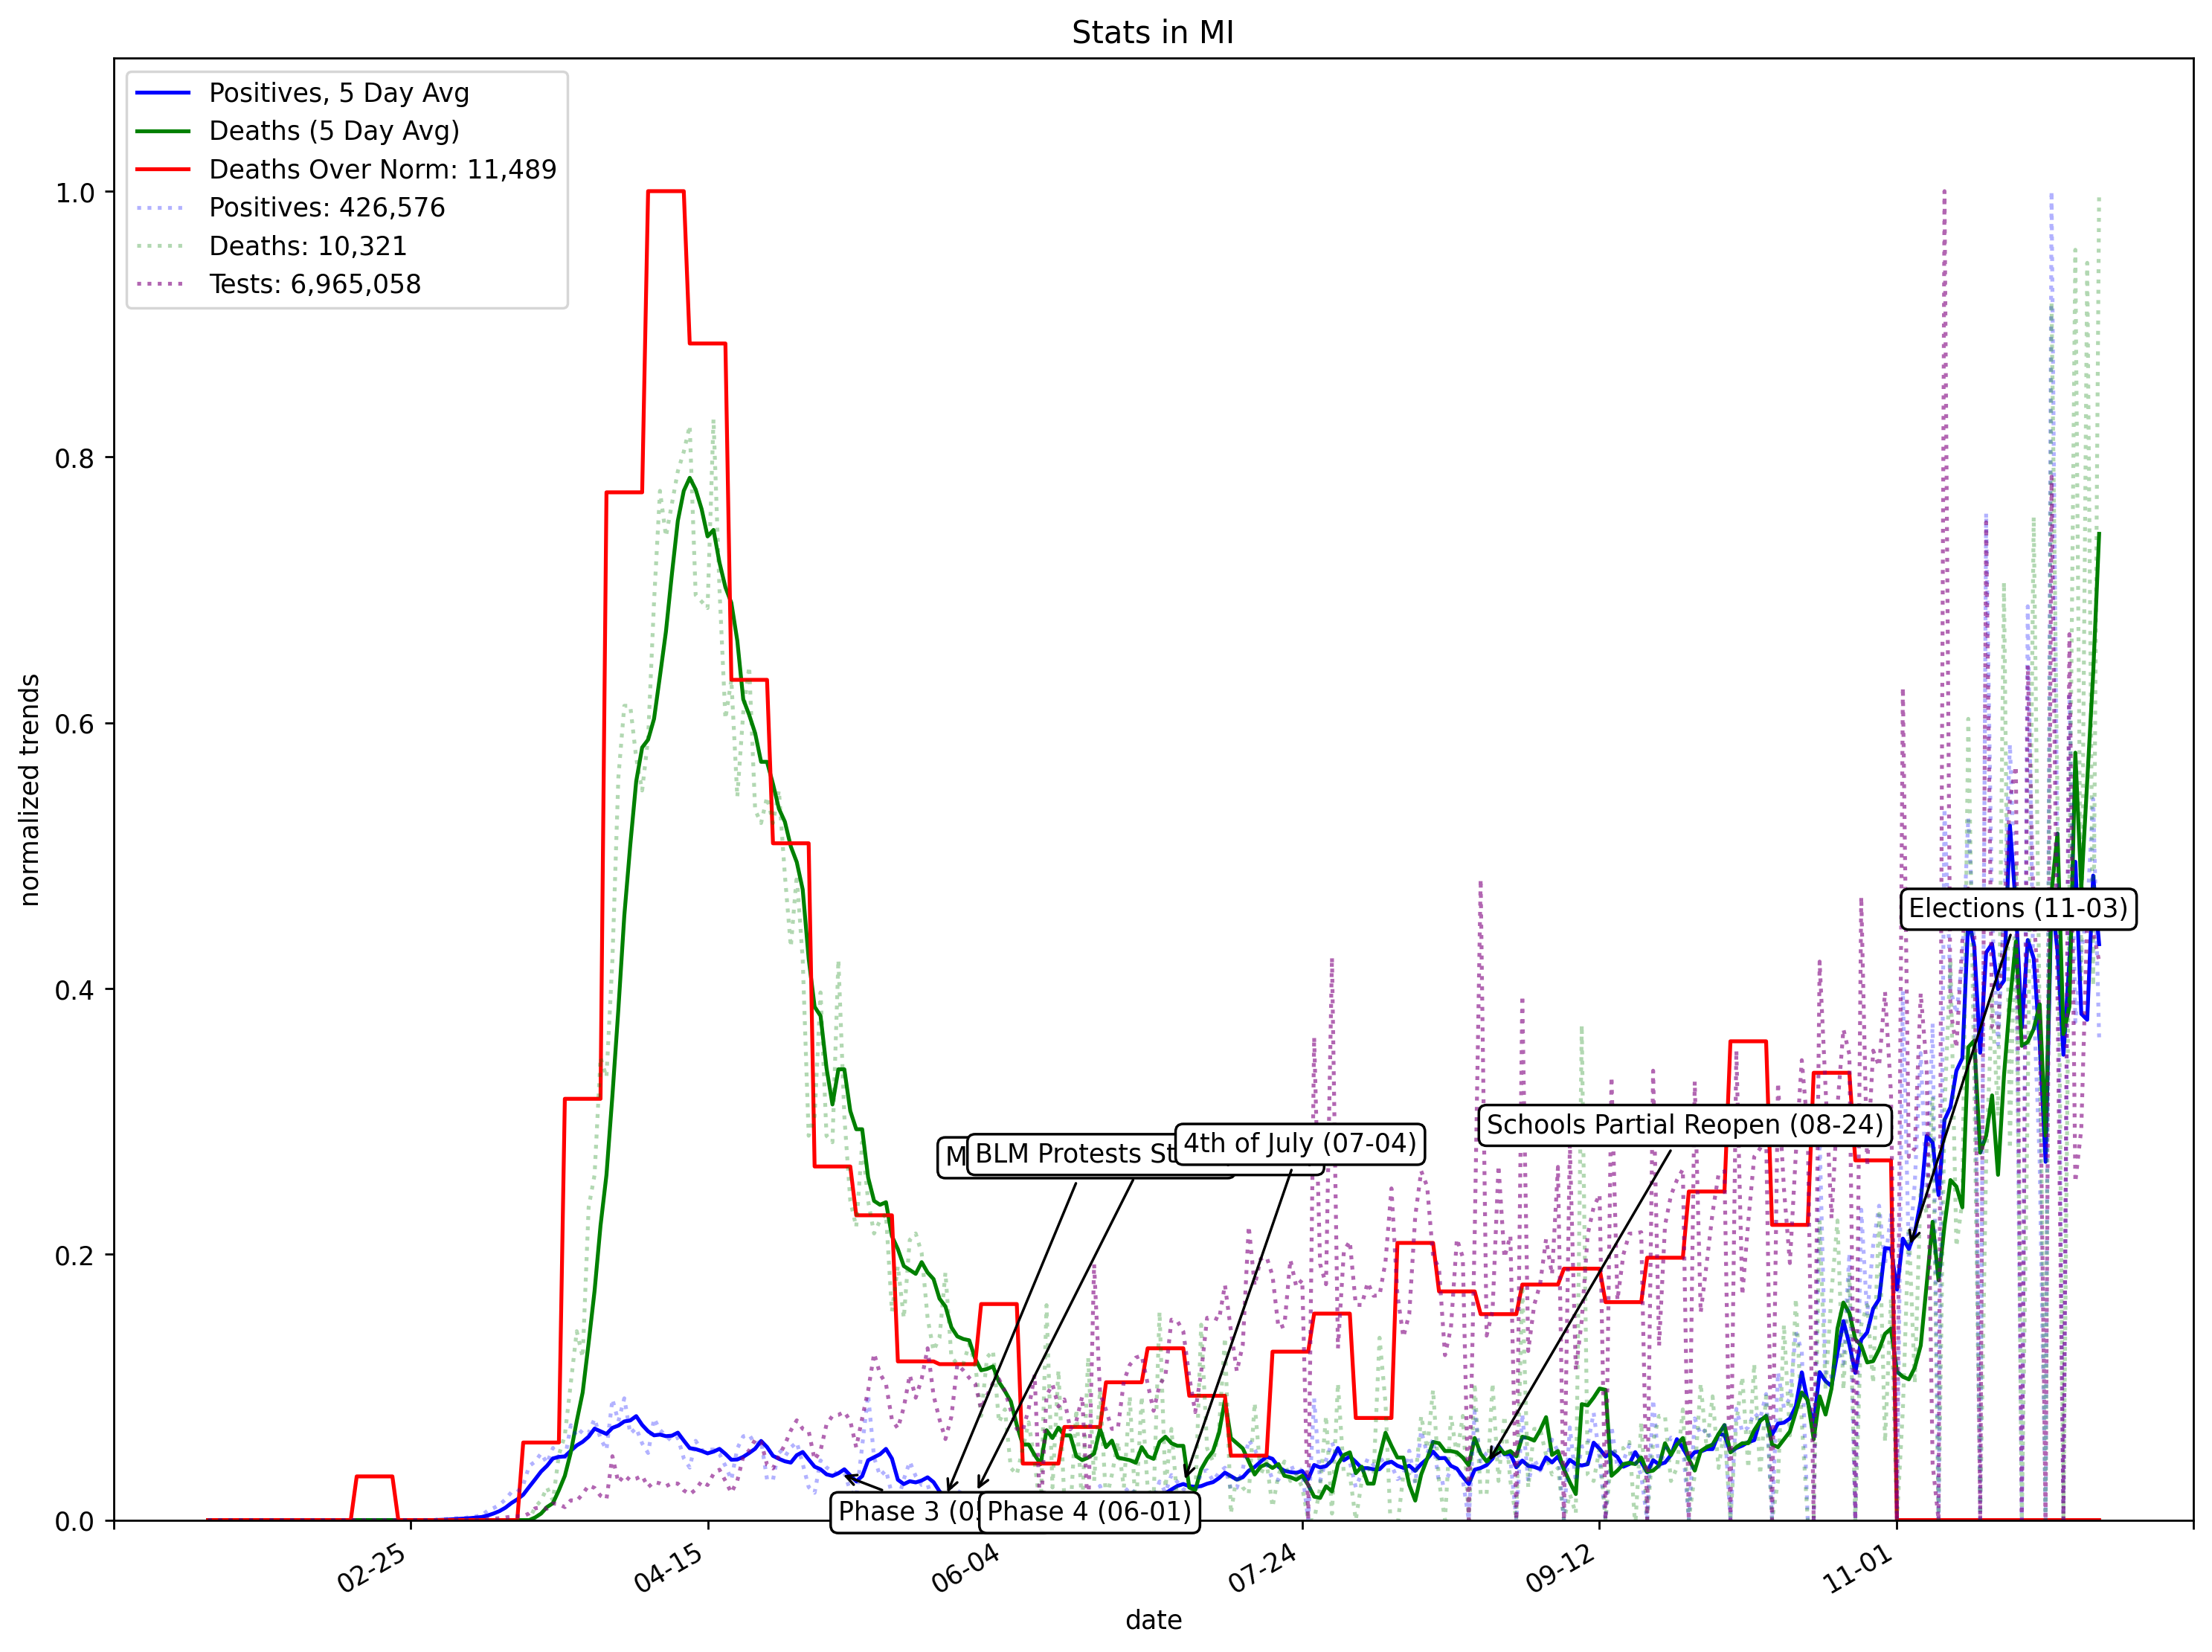 Stats in MI
Positives, 5 Day Avg
Deaths (5 Day Avg)
Deaths Over Norm: 11,489
Positives: 426,576
Deaths: 10,321
Tests: 6,965,058
normalized trends
1.0
0.8
0.6
0.4
0.2
0.0
Elections (11-03)
Schools Partial Reopen (08-24)
4th of July (07-04)
BLM Protests
Phase 3
Phase 4 (06-01)
02-25
04-15
06-04
07-24
09-12
11-01
date